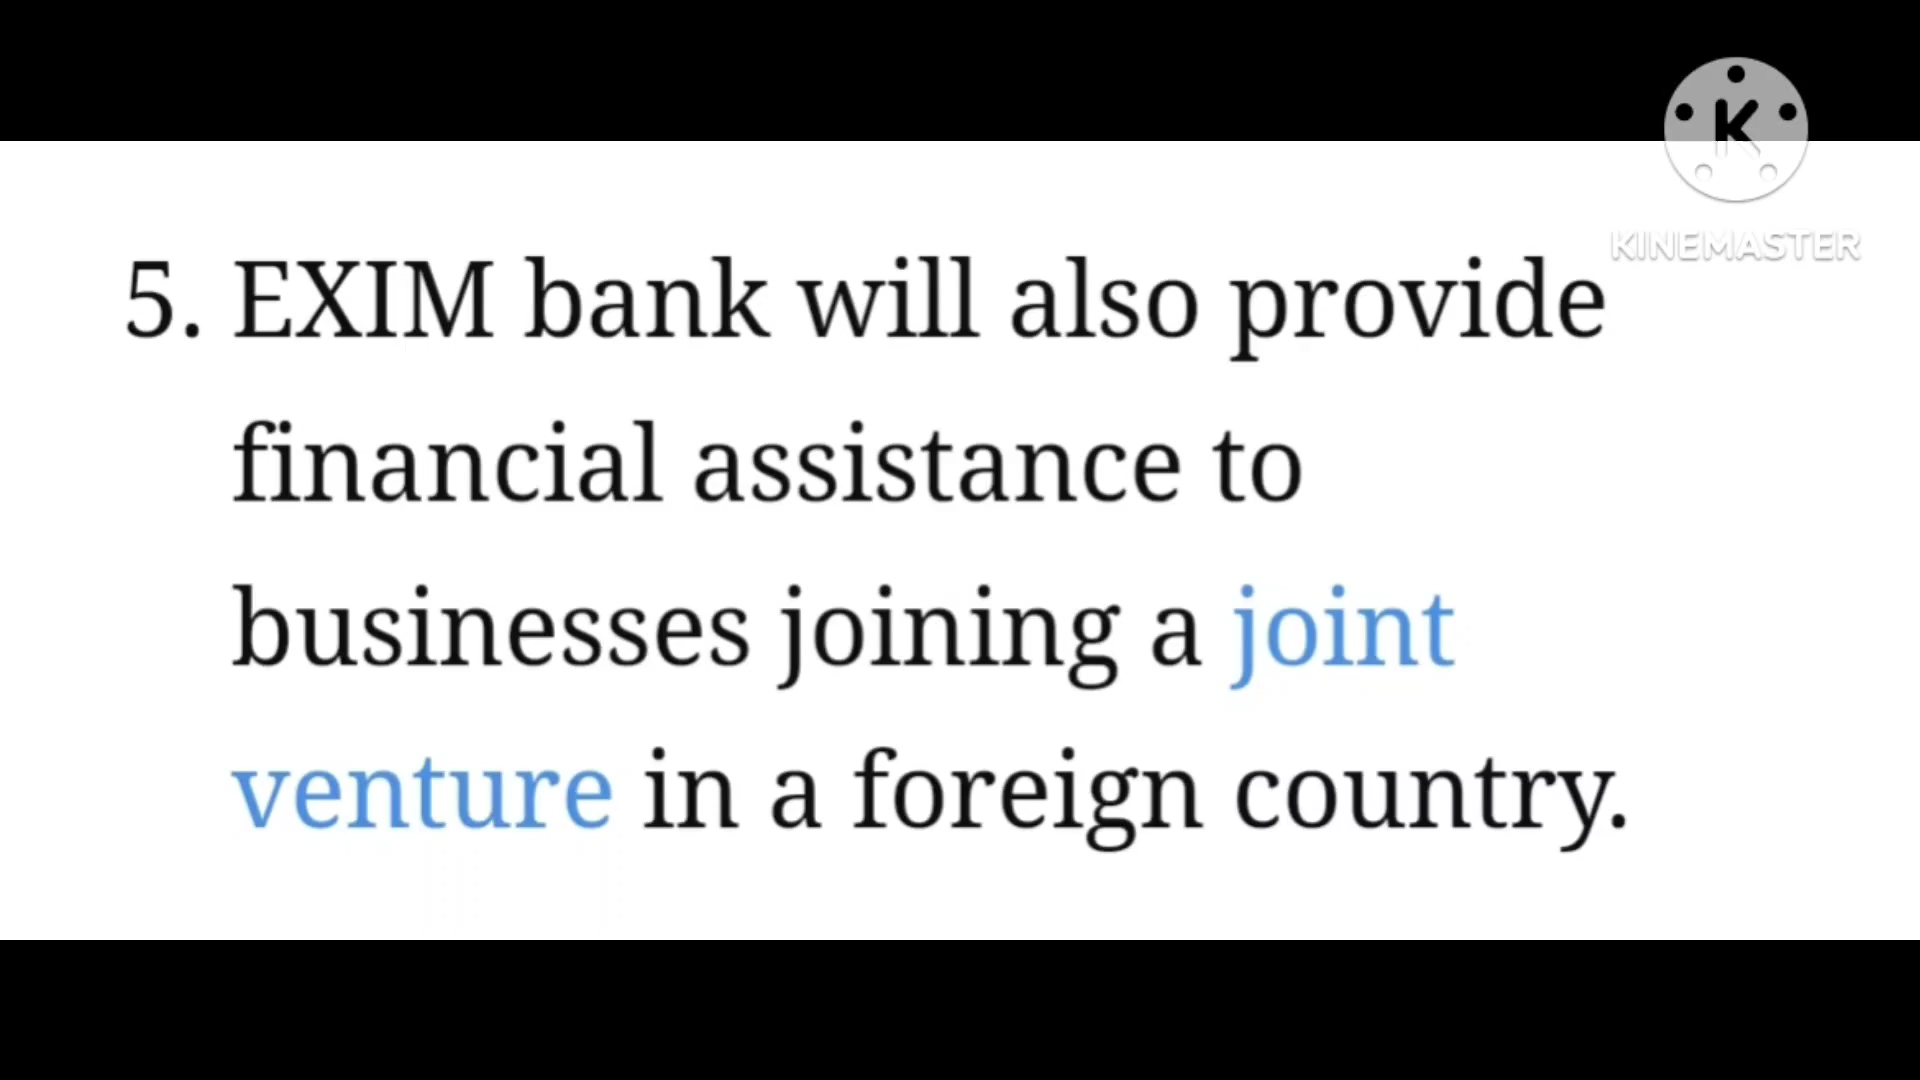 K
KINEMASTER
5. EXIM bank will also provide
financial assistance to
businesses joining a joint
venture in a foreign country.